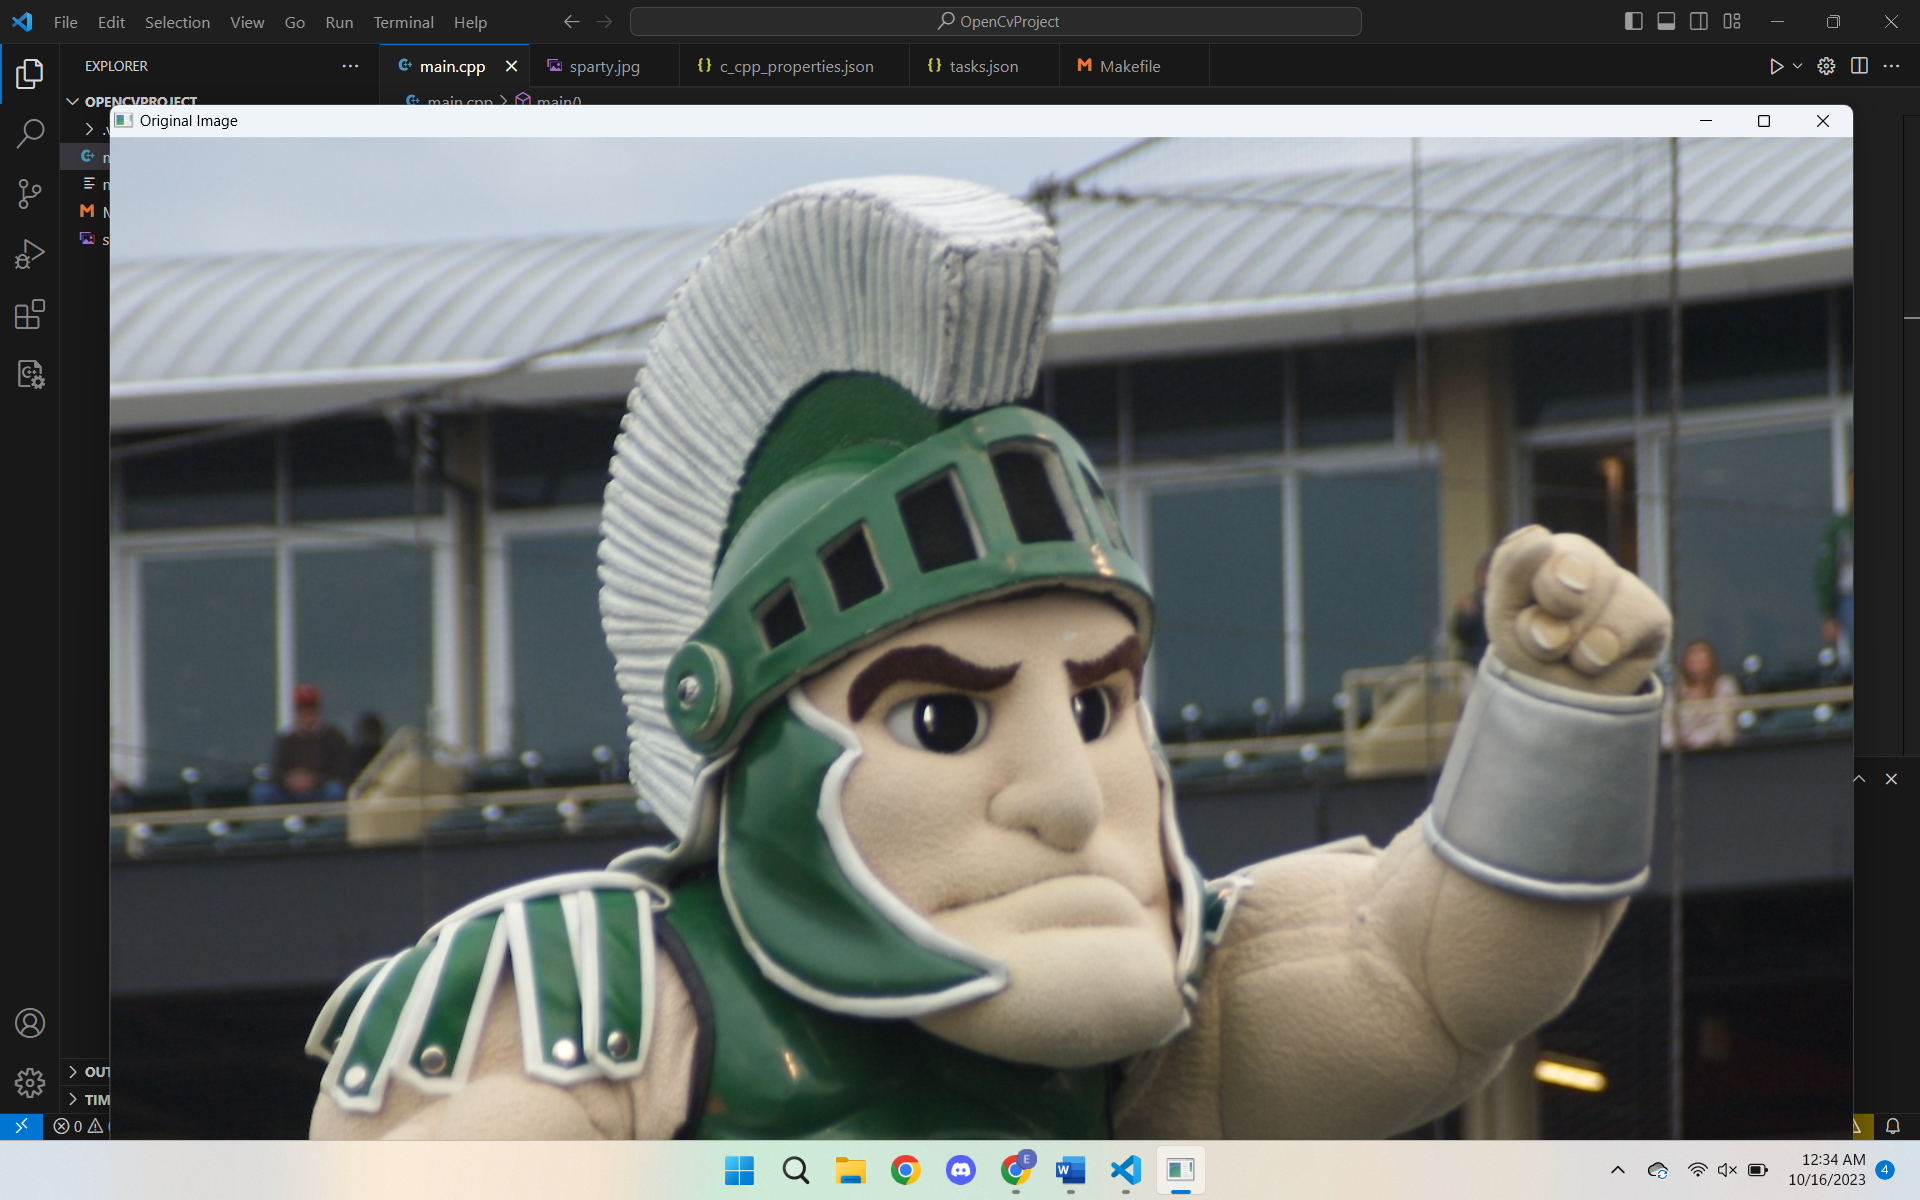 File Edit Selection View Go Run Terminal Help
OpenCvProject
EXPLORER
main.cpp
sparty.jpg
c_cpp_properties.json
tasks.json
Makefile
OPENCVPROJECT
main.cpp > main()
Original Image
M
OUT
TIM
0
E
12:34 AM
10/16/2023
4